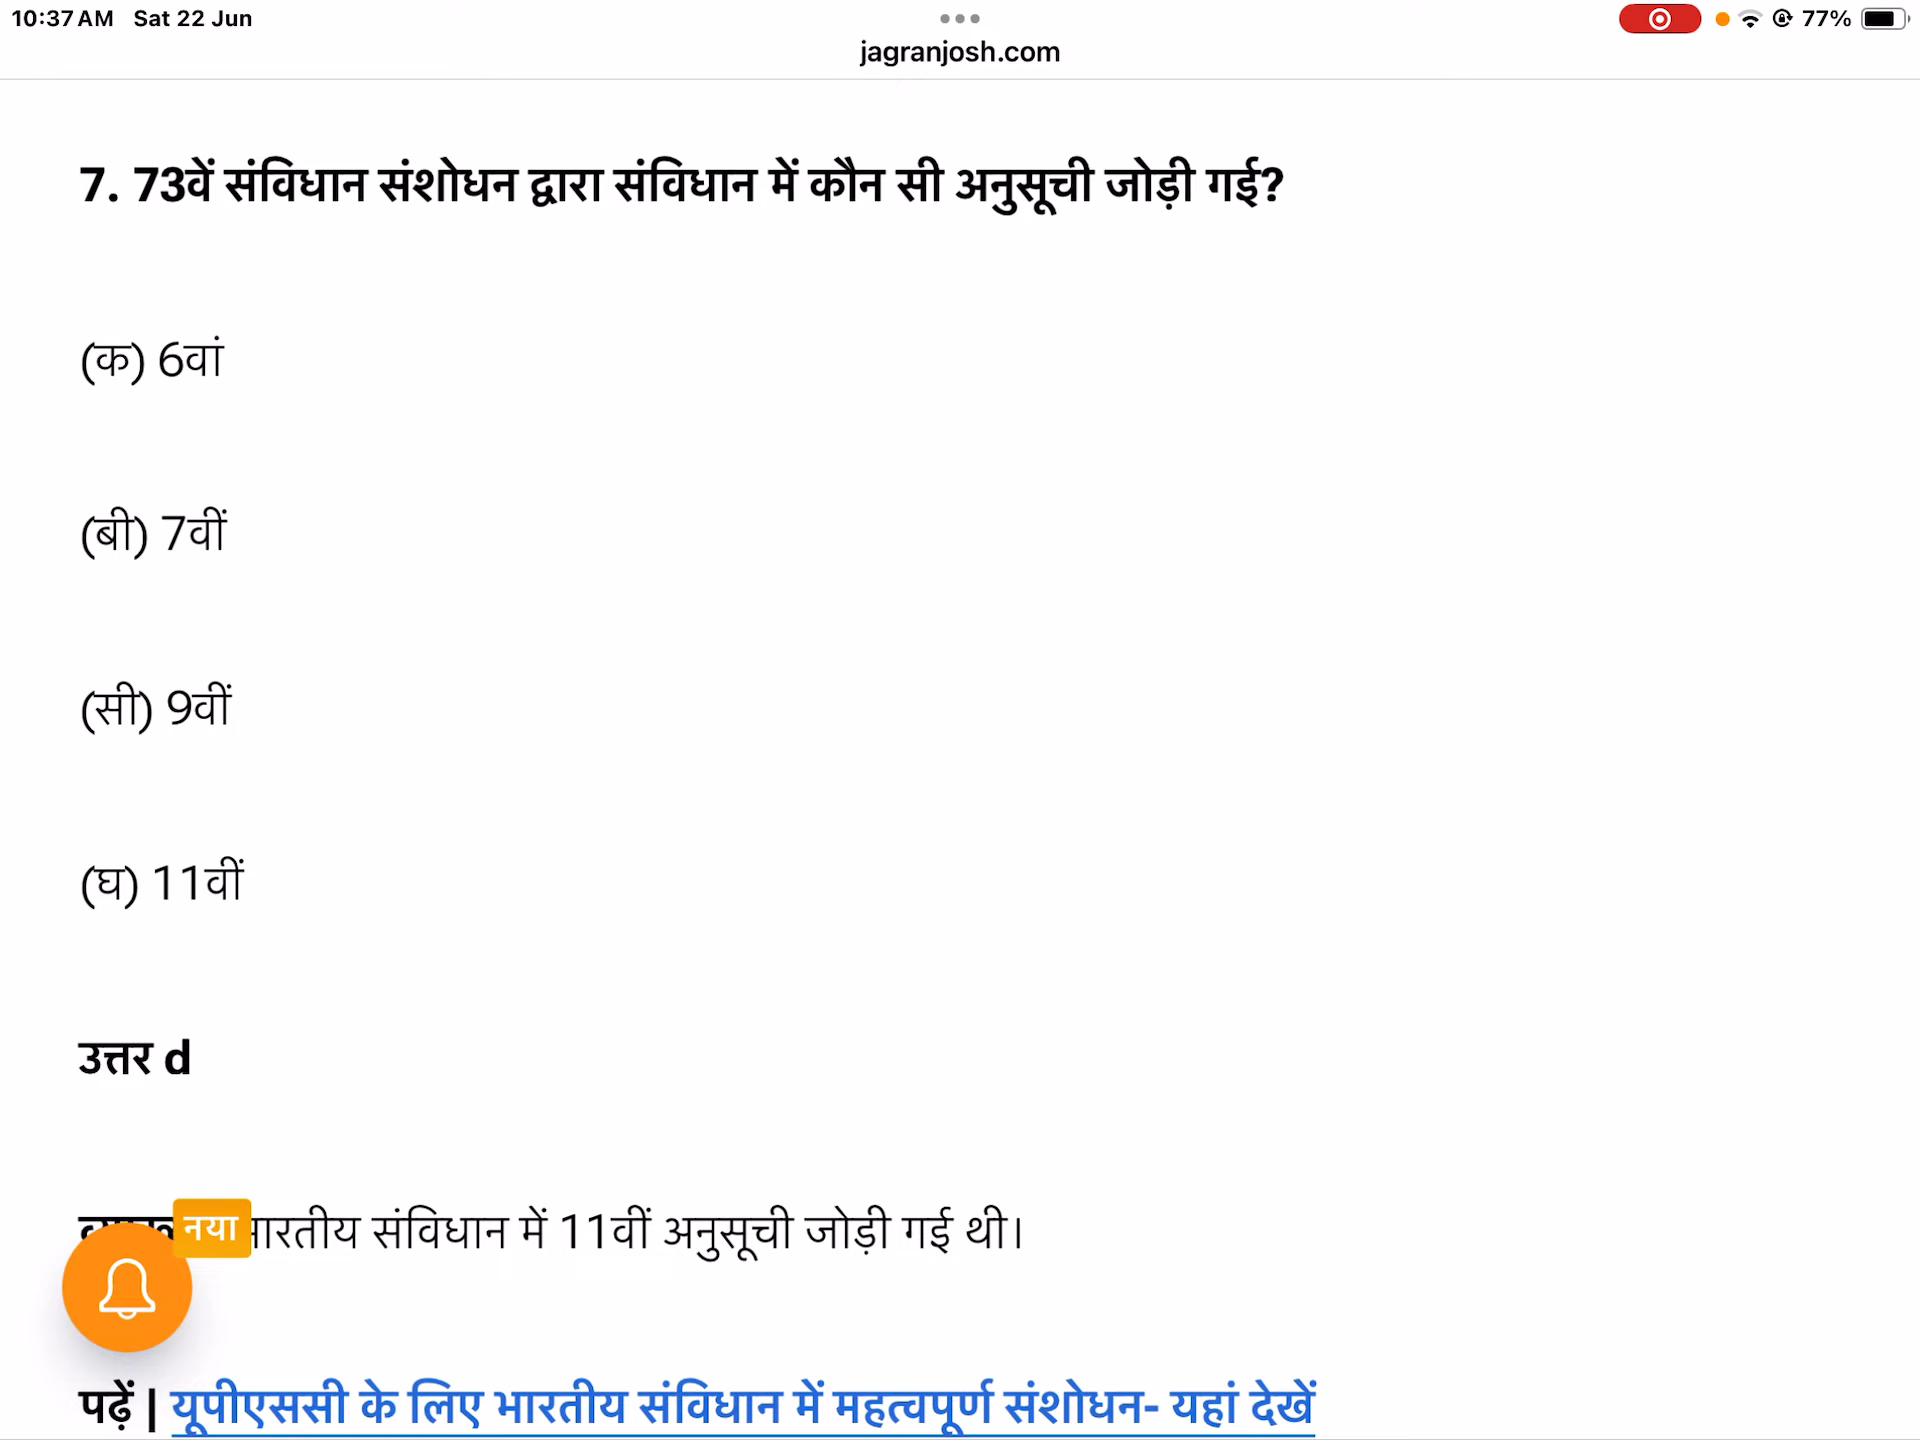 10:37 AM Sat 22 Jun
77%
jagranjosh.com
7. 73वें संविधान संशोधन द्वारा संविधान में कौन सी अनुसूची जोड़ी गई?
(क) 6वां
(बी) 7वीं
(सी) 9वीं
(घ) 11वीं
उत्तर d
नया
भारतीय संविधान में 11वीं अनुसूची जोड़ी गई थी।
पढ़ें | यूपीएससी के लिए भारतीय संविधान में महत्वपूर्ण संशोधन- यहां देखें